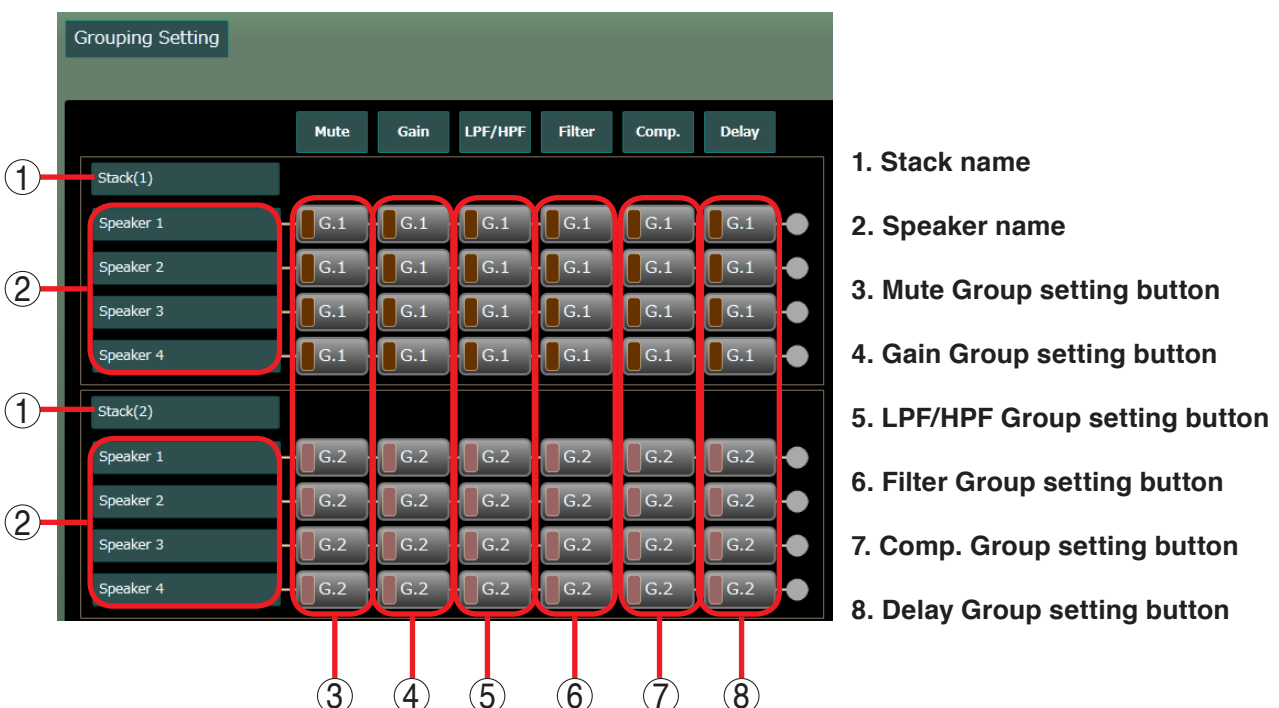 Grouping Setting
Mute Gain LPF/HPF Filter Comp. Delay
① Stack(1)
Speaker 1 G.1 G.1 G.1 G.1 G.1 G.1
② Speaker 2 G.1 G.1 G.1 G.1 G.1 G.1
Speaker 3 G.1 G.1 G.1 G.1 G.1 G.1
Speaker 4 G.1 G.1 G.1 G.1 G.1 G.1
① Stack(2)
Speaker 1 G.2 G.2 G.2 G.2 G.2 G.2
② Speaker 2 G.2 G.2 G.2 G.2 G.2 G.2
Speaker 3 G.2 G.2 G.2 G.2 G.2 G.2
Speaker 4 G.2 G.2 G.2 G.2 G.2 G.2
③ ④ ⑤ ⑥ ⑦ ⑧
1. Stack name
2. Speaker name
3. Mute Group setting button
4. Gain Group setting button
5. LPF/HPF Group setting button
6. Filter Group setting button
7. Comp. Group setting button
8. Delay Group setting button